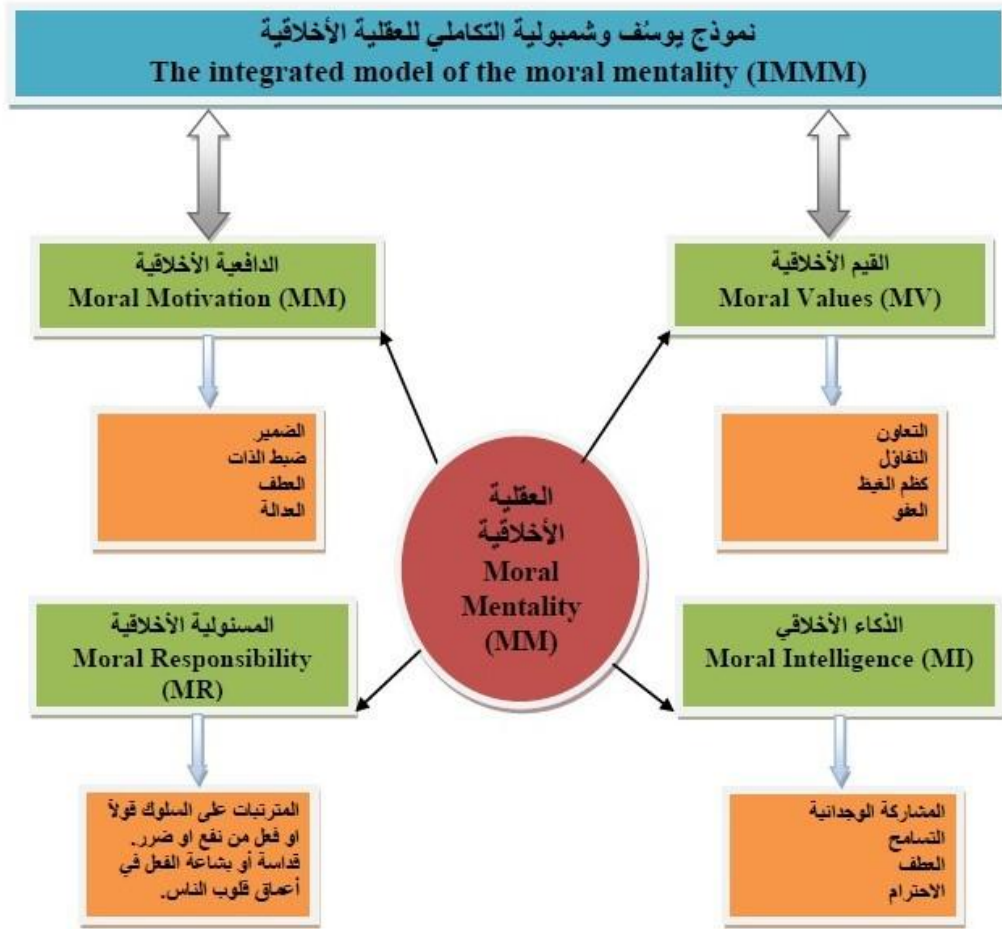 نموذج يوسُف وشمبولية التكاملي للعقلية الأخلاقية
The integrated model of the moral mentality (IMMM)
الدافعية الأخلاقية
Moral Motivation (MM)
القيم الأخلاقية
Moral Values (MV)
الضمير
ضبط الذات
العطف
العدالة
التعاون
التفاؤل
كظم الغيظ
العفو
العقلية
الأخلاقية
Moral
Mentality
(MM)
المسئولية الأخلاقية
Moral Responsibility
(MR)
الذكاء الأخلاقي
Moral Intelligence (MI)
المترتبات على السلوك قولاً
او فعل من نفع او ضرر.
قداسة أو بشاعة الفعل في
أعماق قلوب الناس.
المشاركة الوجدانية
التسامح
العطف
الاحترام